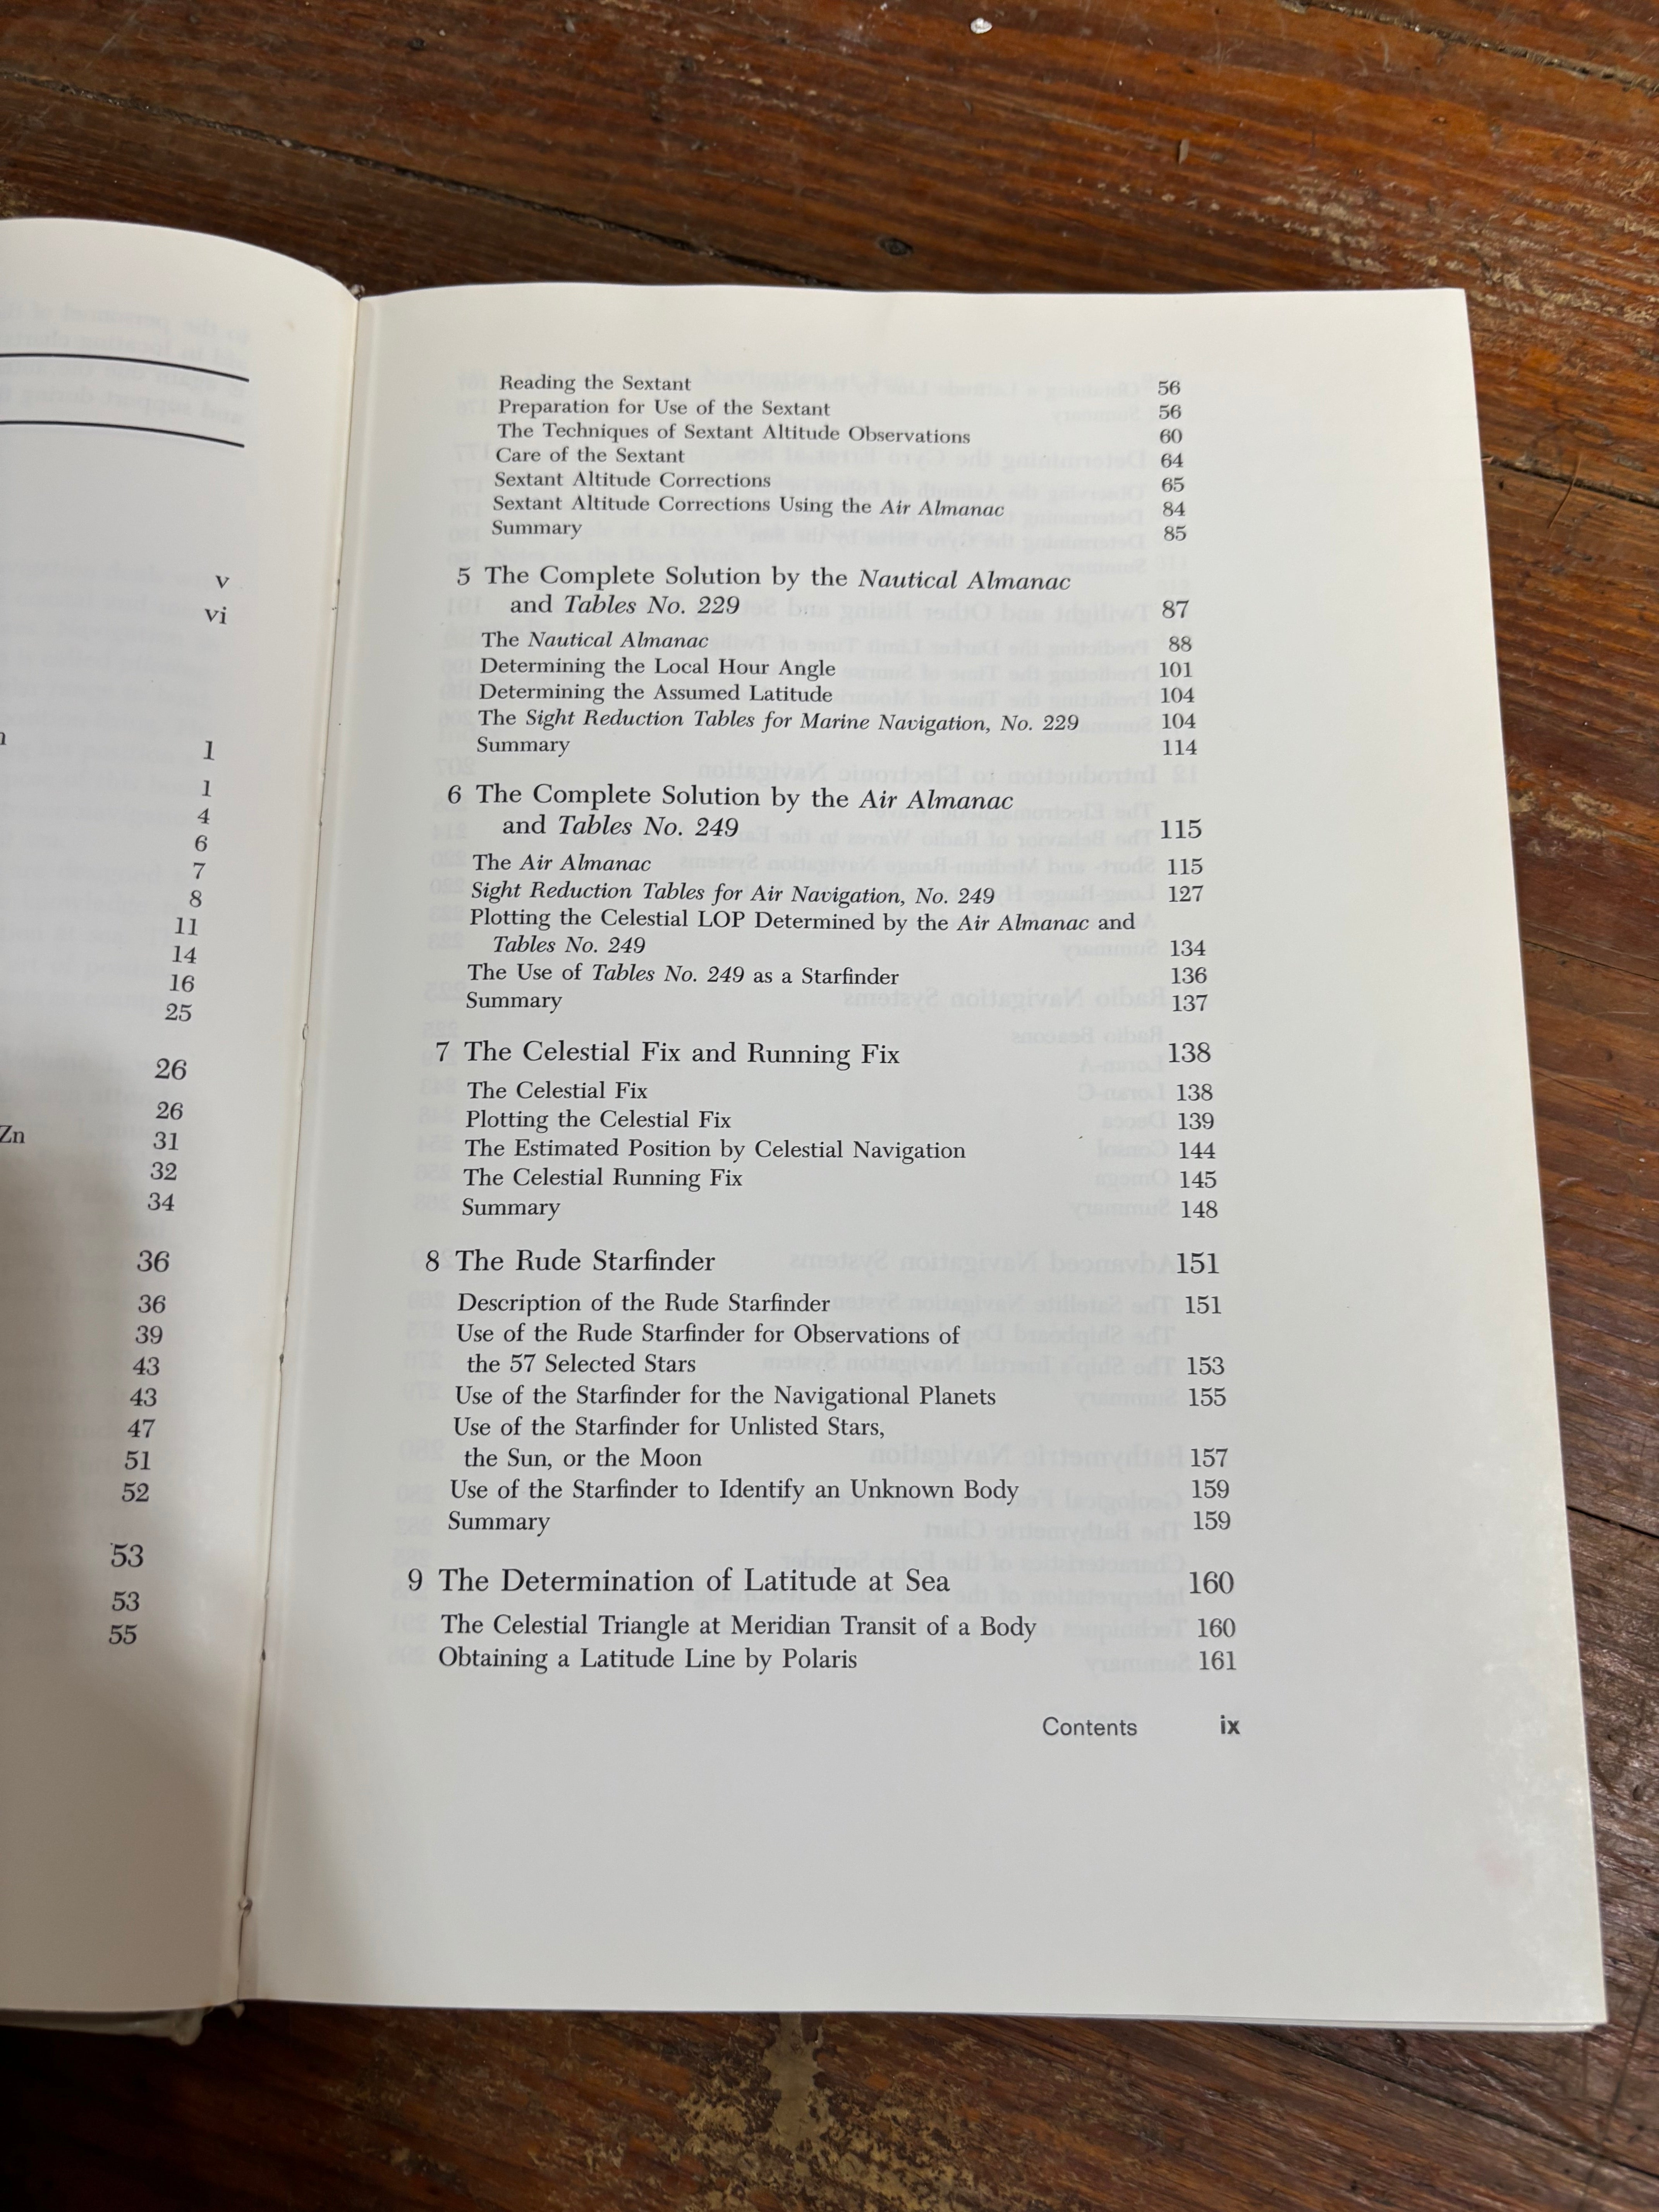 v
vi
1
1
4
6
7
8
11
14
16
25
26
26
Zn 31
32
34
36
36
39
43
43
47
51
52
53
53
55
Reading the Sextant 56
Preparation for Use of the Sextant 56
The Techniques of Sextant Altitude Observations 60
Care of the Sextant 64
Sextant Altitude Corrections 65
Sextant Altitude Corrections Using the Air Almanac 84
Summary 85
5 The Complete Solution by the Nautical Almanac
and Tables No. 229 87
The Nautical Almanac 88
Determining the Local Hour Angle 101
Determining the Assumed Latitude 104
The Sight Reduction Tables for Marine Navigation, No. 229 104
Summary 114
6 The Complete Solution by the Air Almanac
and Tables No. 249 115
The Air Almanac 115
Sight Reduction Tables for Air Navigation, No. 249 127
Plotting the Celestial LOP Determined by the Air Almanac and
Tables No. 249 134
The Use of Tables No. 249 as a Starfinder 136
Summary 137
7 The Celestial Fix and Running Fix 138
The Celestial Fix 138
Plotting the Celestial Fix 139
The Estimated Position by Celestial Navigation 144
The Celestial Running Fix 145
Summary 148
8 The Rude Starfinder 151
Description of the Rude Starfinder 151
Use of the Rude Starfinder for Observations of
the 57 Selected Stars 153
Use of the Starfinder for the Navigational Planets 155
Use of the Starfinder for Unlisted Stars,
the Sun, or the Moon 157
Use of the Starfinder to Identify an Unknown Body 159
Summary 159
9 The Determination of Latitude at Sea 160
The Celestial Triangle at Meridian Transit of a Body 160
Obtaining a Latitude Line by Polaris 161
Contents ix